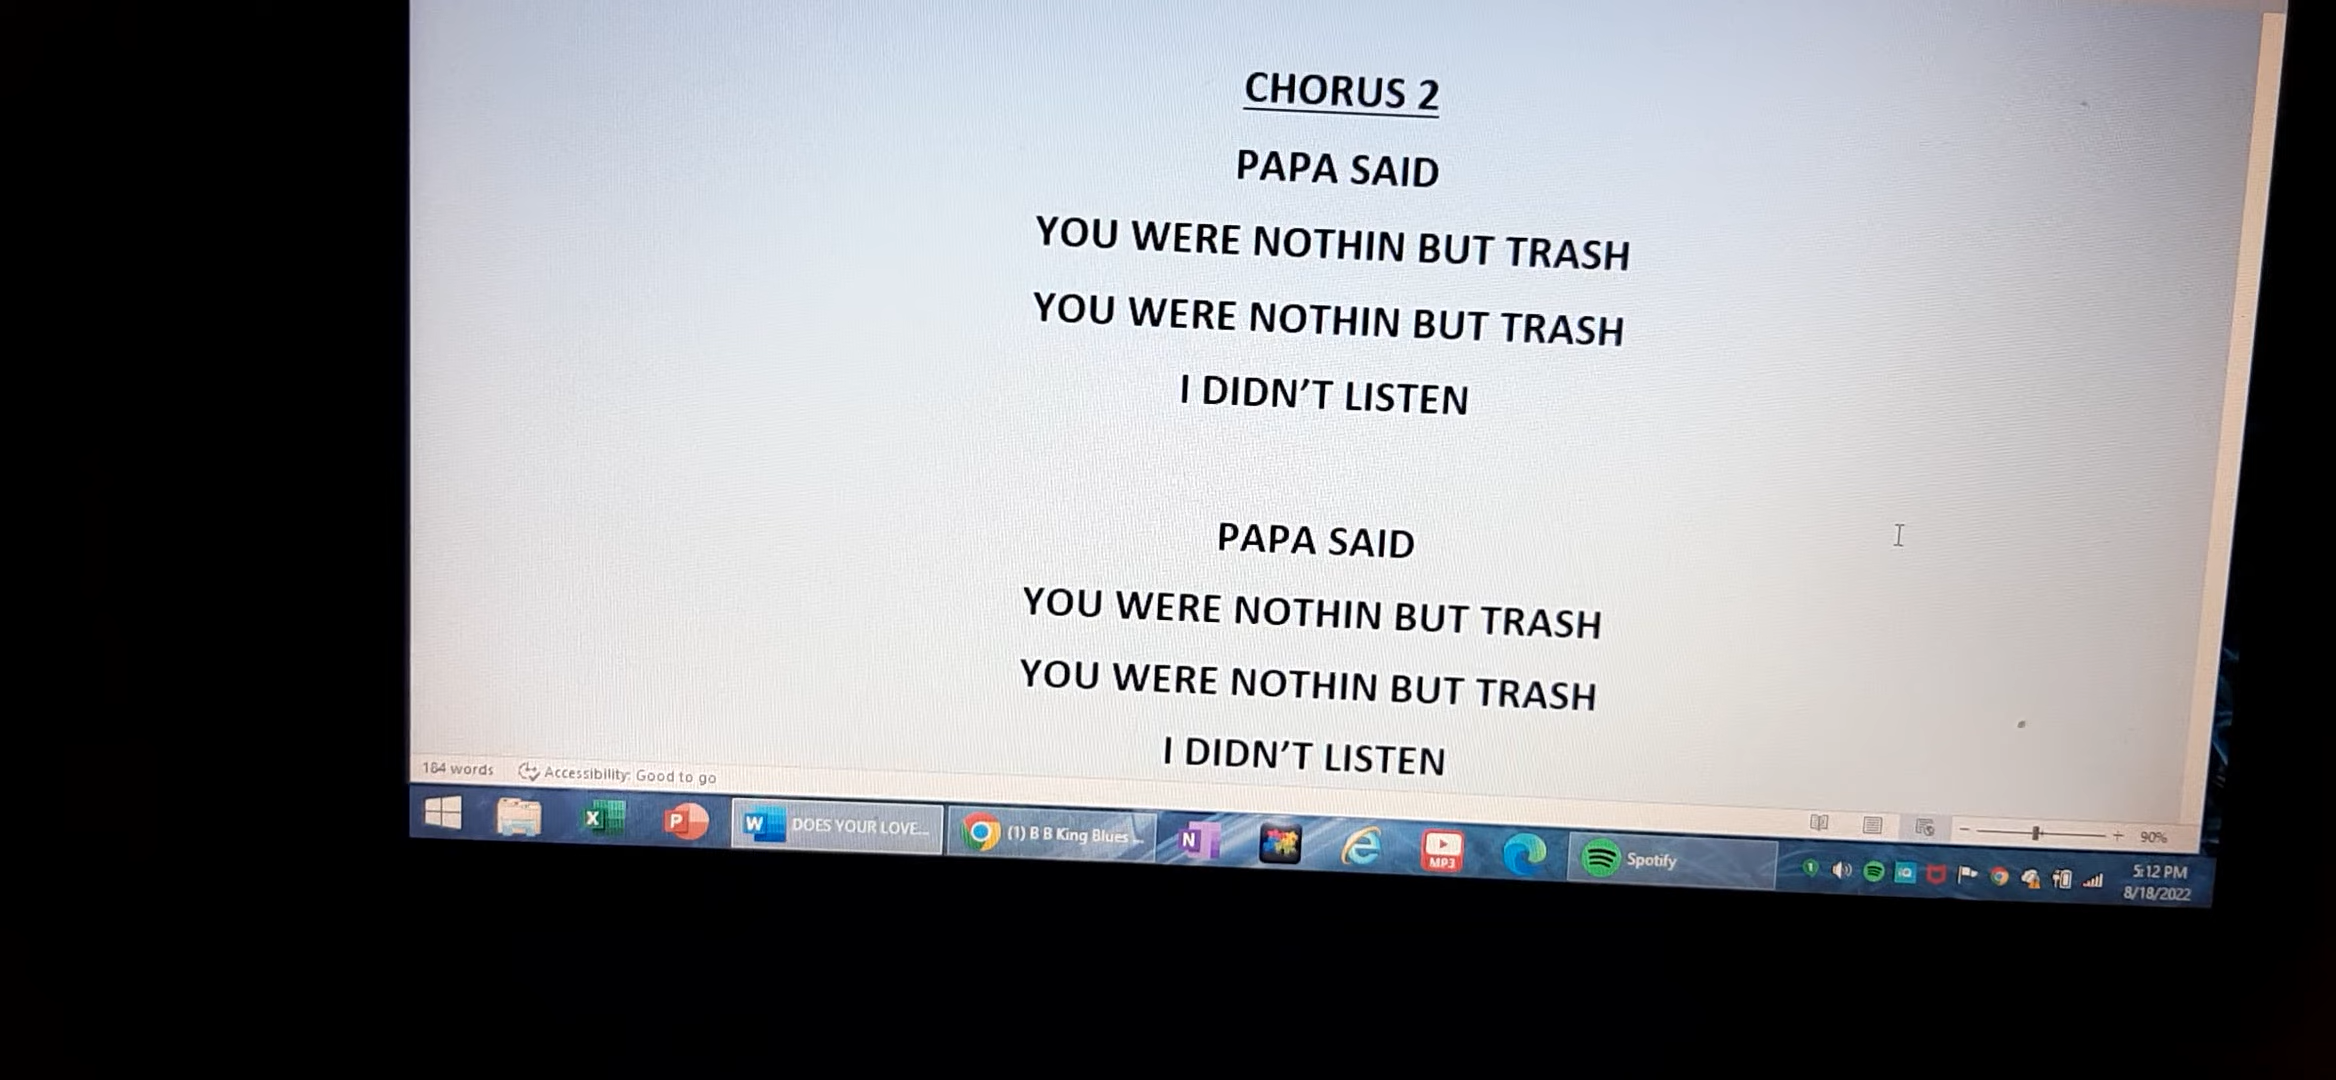 CHORUS 2
PAPA SAID
YOU WERE NOTHIN BUT TRASH
YOU WERE NOTHIN BUT TRASH
I DIDN'T LISTEN
PAPA SAID
YOU WERE NOTHIN BUT TRASH
YOU WERE NOTHIN BUT TRASH
I DIDN'T LISTEN
184 words Accessibility: Good to go
90%
X P W DOES YOUR LOVE... (1) B B King Blues ... N MP3 Spotify
5:12 PM
8/18/2022